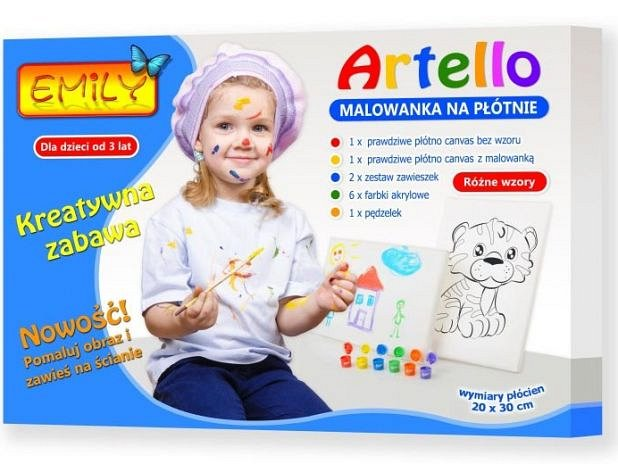 EMiLY
Artello
MALOWANKA NA PŁÓTNIE
Dla dzieci od 3 lat
1 x prawdziwe płótno canvas bez wzoru
1 x prawdziwe płótno canvas z malowanką
2 x zestaw zawieszek
6 x farbki akrylowe
1 x pędzelek
Różne wzory
Kreatywna
zabawa
Nowość!
Pomaluj obraz i
zawieś na ścianie
wymiary płócien
20 x 30 cm